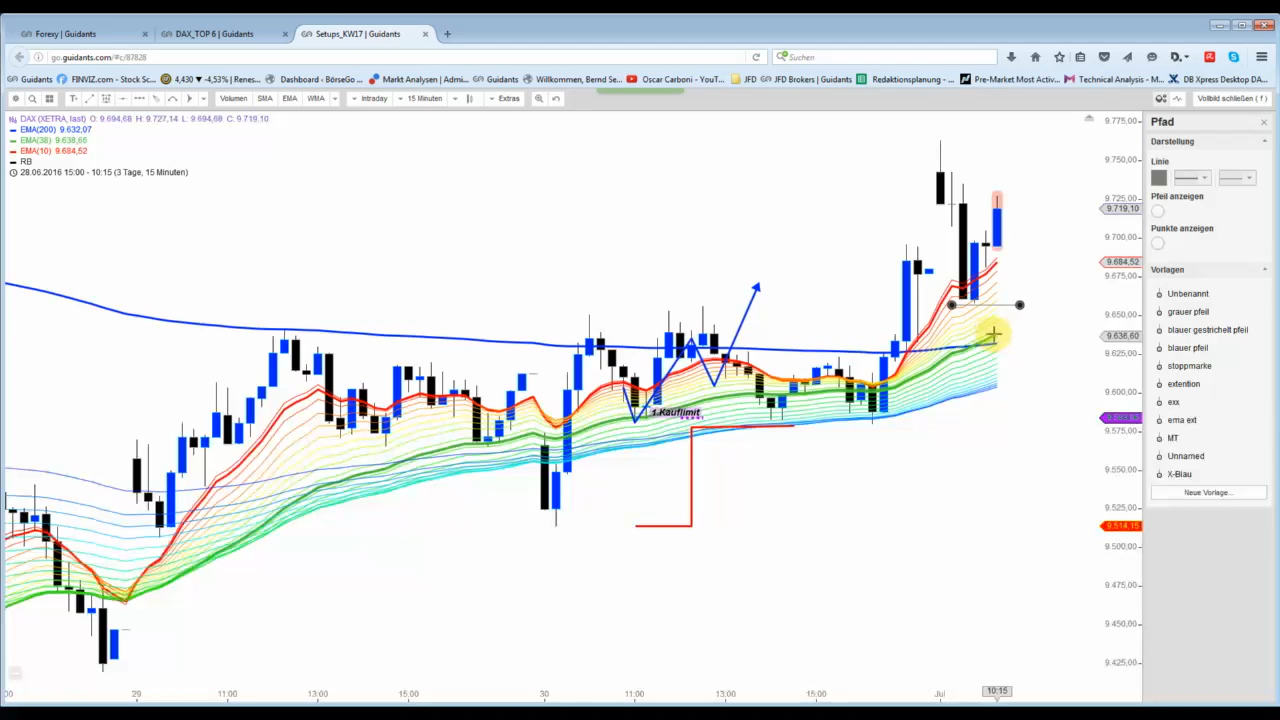 Forexy | Guidants
DAX_TOP 6 | Guidants
Setups_KW17 | Guidants
go.guidants.com/#c/87828
Suchen
Guidants
FINVIZ.com - Stock Sc...
4,430 ▼ -4,53% | Renes...
Dashboard - BörseGo ...
Markt Analysen | Admi...
Guidants
Willkommen, Bernd Se...
Oscar Carboni - YouT...
JFD
JFD Brokers | Guidants
Redaktionsplanung - ...
Pre-Market Most Activ...
Technical Analysis - M...
DB Xpress Desktop DA...
Volumen
SMA
EMA
WMA
Intraday
15 Minuten
Extras
Vollbild schließen ( f )
DAX (XETRA, last) O: 9.694,68 H: 9.727,14 L: 9.694,68 C: 9.719,10
EMA(200) 9.632,07
EMA(38) 9.638,66
EMA(10) 9.684,52
RB
28.06.2016 15:00 - 10:15 (3 Tage, 15 Minuten)
1.Kauflimit
9.775,00
9.750,00
9.725,00
9.719,10
9.700,00
9.684,52
9.675,00
9.650,00
9.636,60
9.625,00
9.600,00
9.575,00
9.550,00
9.525,00
9.514,15
9.500,00
9.475,00
9.450,00
9.425,00
29
11:00
13:00
15:00
30
11:00
13:00
15:00
Jul
10:15
Pfad
Darstellung
Linie
Pfeil anzeigen
Punkte anzeigen
Vorlagen
Unbenannt
grauer pfeil
blauer gestrichelt pfeil
blauer pfeil
stoppmarke
extention
exx
ema ext
MT
Unnamed
X-Blau
Neue Vorlage...